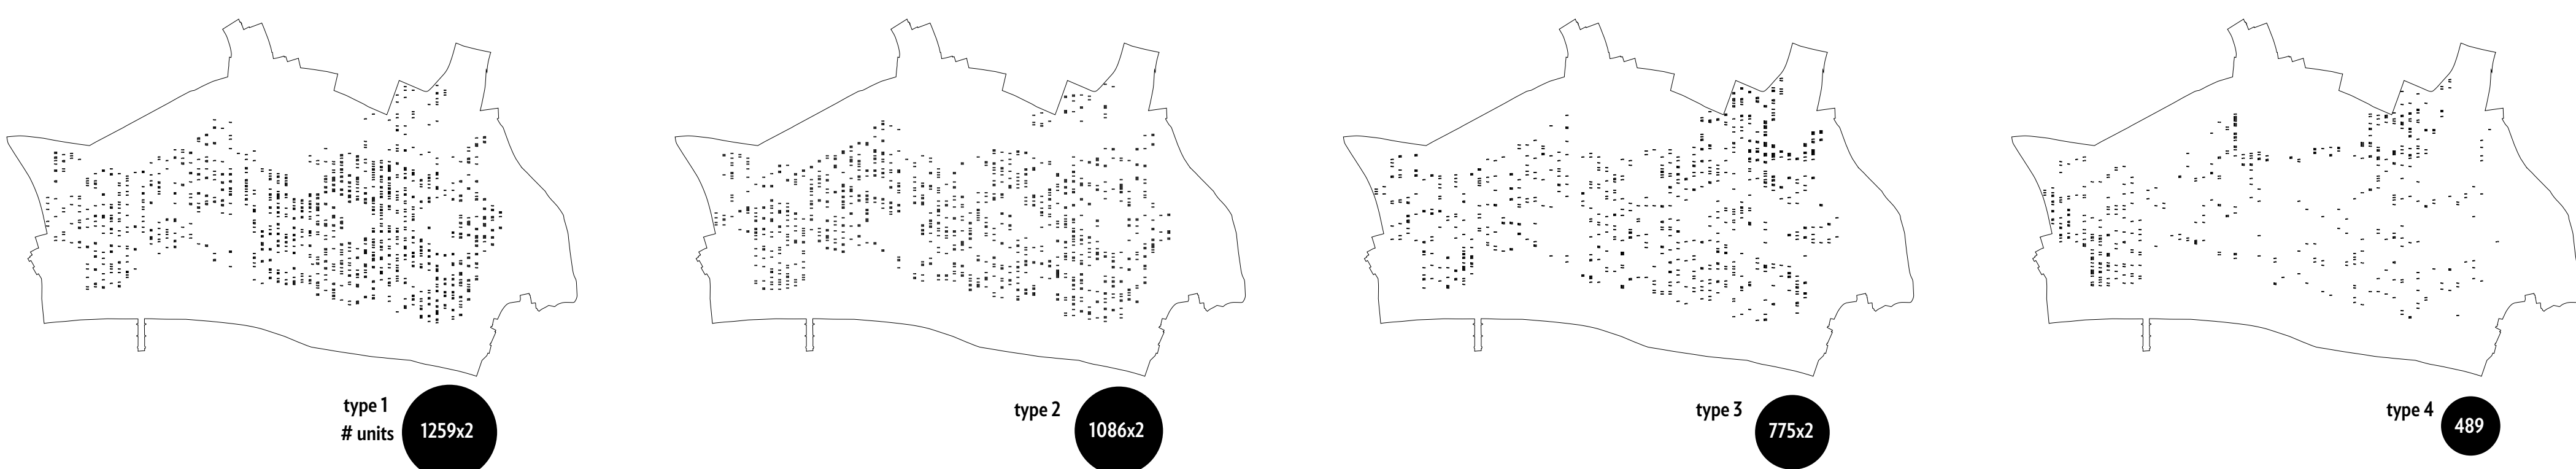 type 1
# units
1259x2
type 2
1086x2
type 3
775x2
type 4
489